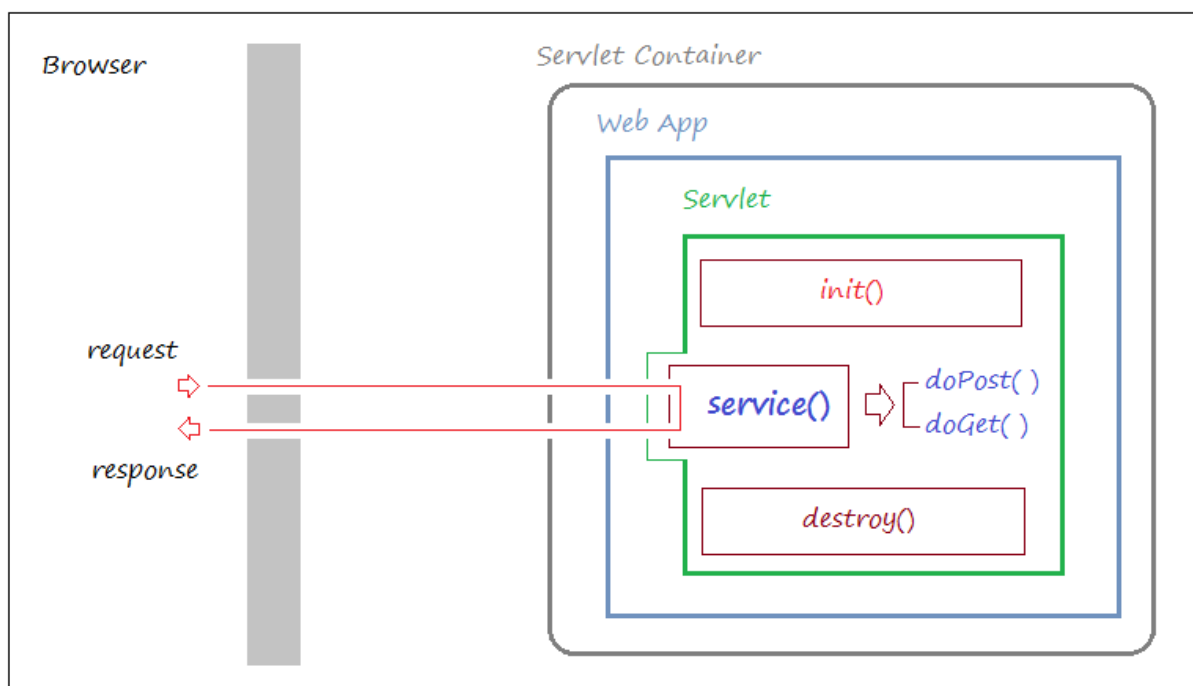 Browser
Servlet Container
Web App
Servlet
init()
request
service()
doPost( )
doGet( )
response
destroy()